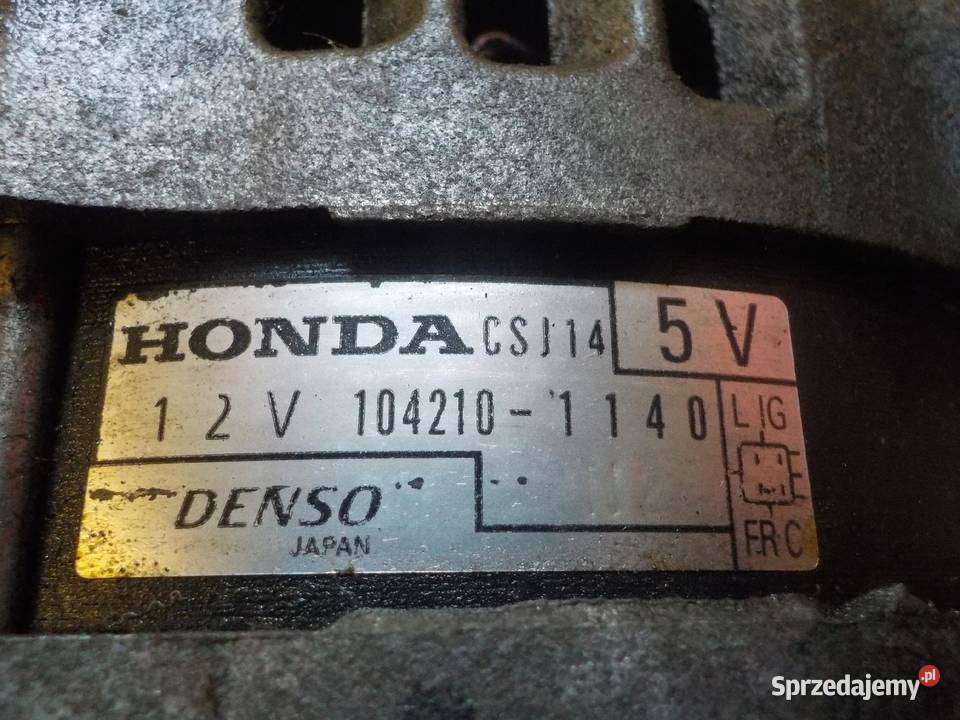 HONDA CSJ14 5V
12V 104210-1140
L IG
DENSO
JAPAN
FR C
Sprzedajemy.pl